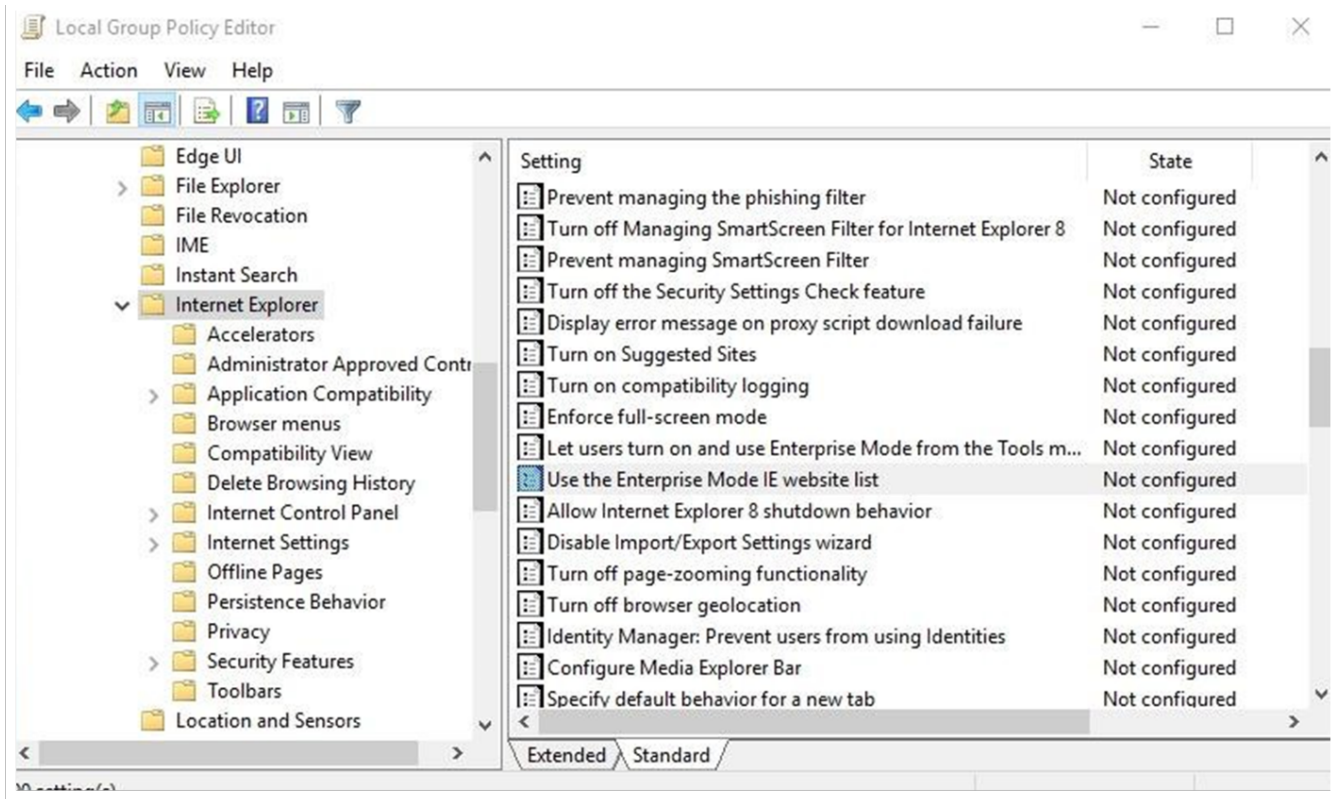 Local Group Policy Editor
File Action View Help
Edge UI
File Explorer
File Revocation
IME
Instant Search
Internet Explorer
Accelerators
Administrator Approved Contr
Application Compatibility
Browser menus
Compatibility View
Delete Browsing History
Internet Control Panel
Internet Settings
Offline Pages
Persistence Behavior
Privacy
Security Features
Toolbars
Location and Sensors
Setting State
Prevent managing the phishing filter Not configured
Turn off Managing SmartScreen Filter for Internet Explorer 8 Not configured
Prevent managing SmartScreen Filter Not configured
Turn off the Security Settings Check feature Not configured
Display error message on proxy script download failure Not configured
Turn on Suggested Sites Not configured
Turn on compatibility logging Not configured
Enforce full-screen mode Not configured
Let users turn on and use Enterprise Mode from the Tools m... Not configured
Use the Enterprise Mode IE website list Not configured
Allow Internet Explorer 8 shutdown behavior Not configured
Disable Import/Export Settings wizard Not configured
Turn off page-zooming functionality Not configured
Turn off browser geolocation Not configured
Identity Manager: Prevent users from using Identities Not configured
Configure Media Explorer Bar Not configured
Specify default behavior for a new tab Not configured
Extended Standard
setting(s)